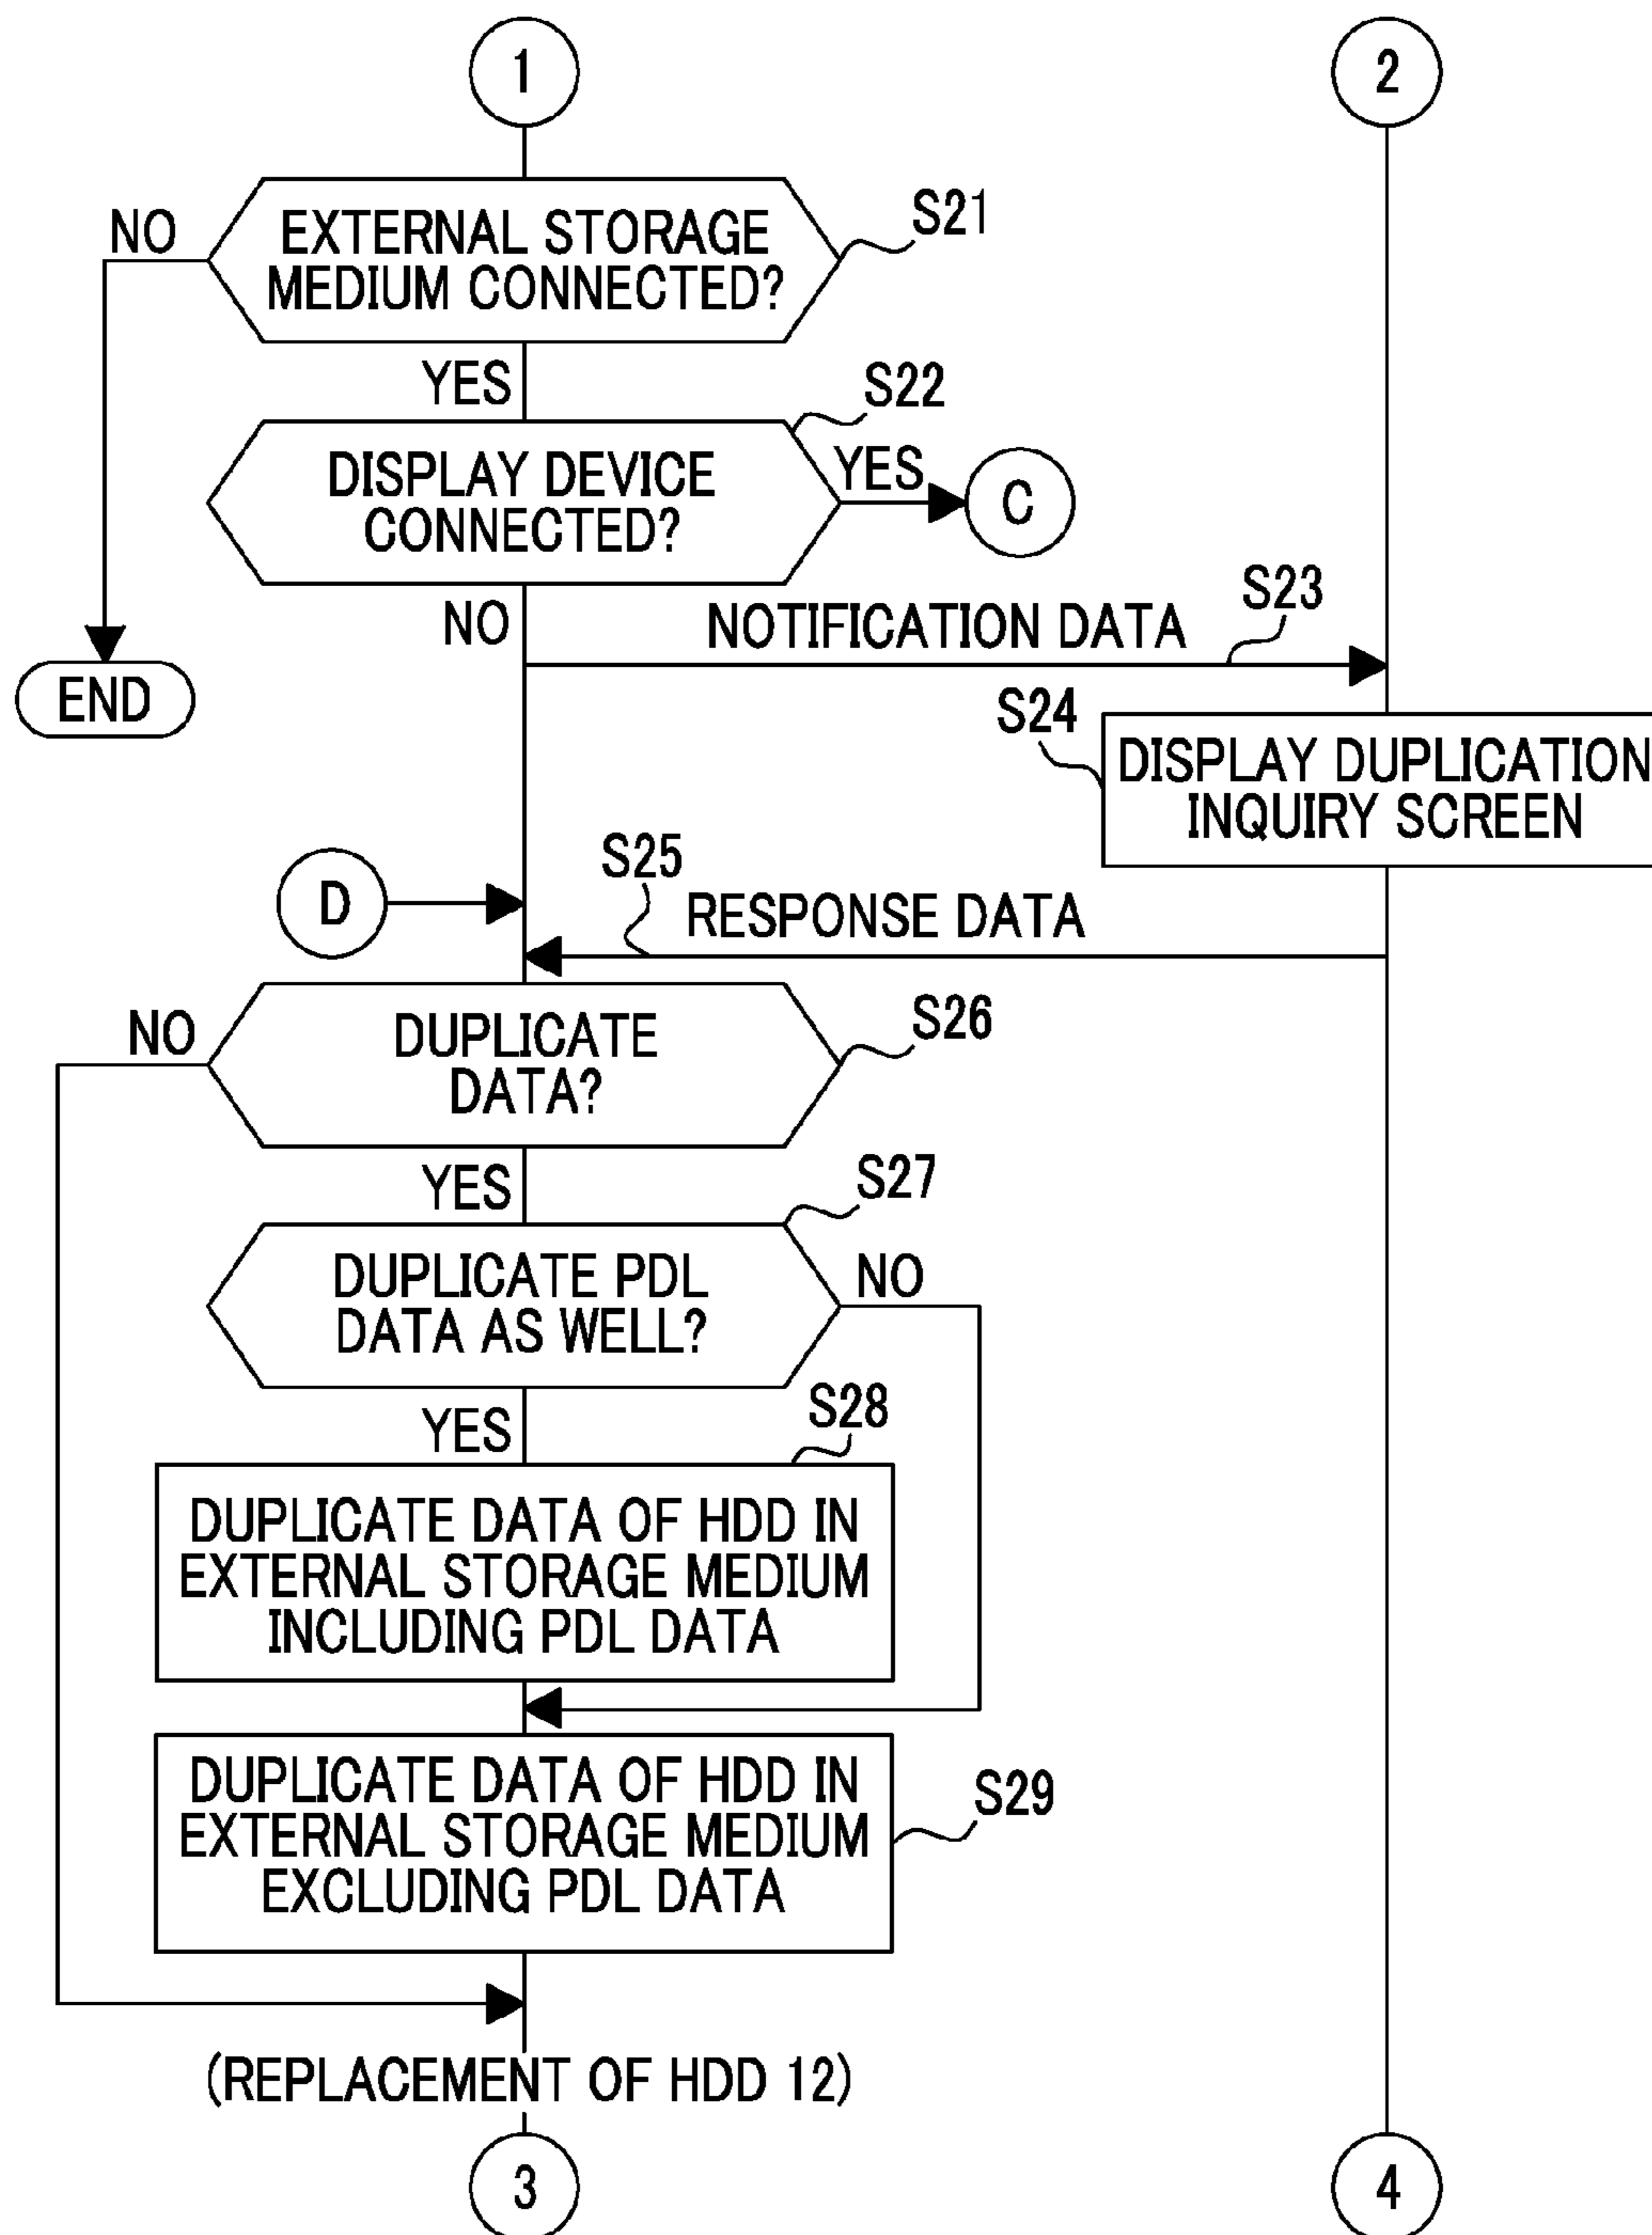 1
2
EXTERNAL STORAGE
MEDIUM CONNECTED?
S21
NO
YES
DISPLAY DEVICE
CONNECTED?
S22
YES
C
NO
NOTIFICATION DATA
S23
END
S24
DISPLAY DUPLICATION
INQUIRY SCREEN
D
S25
RESPONSE DATA
NO
DUPLICATE
DATA?
S26
YES
S27
DUPLICATE PDL
DATA AS WELL?
NO
YES
S28
DUPLICATE DATA OF HDD IN
EXTERNAL STORAGE MEDIUM
INCLUDING PDL DATA
DUPLICATE DATA OF HDD IN
EXTERNAL STORAGE MEDIUM
EXCLUDING PDL DATA
S29
(REPLACEMENT OF HDD 12)
3
4